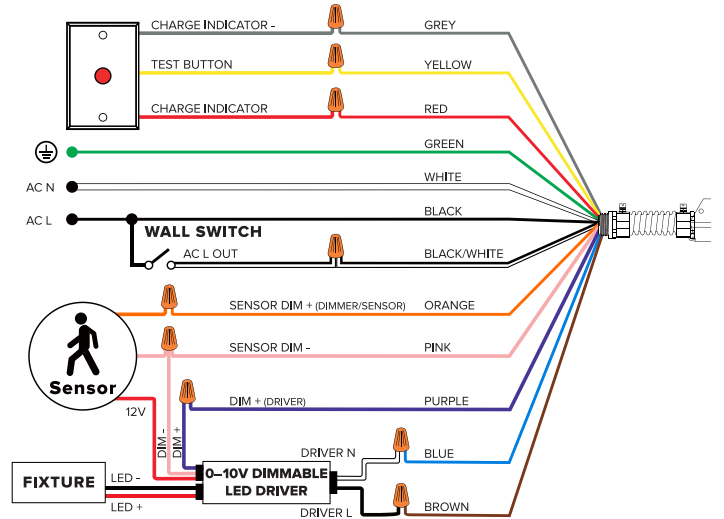 CHARGE INDICATOR - GREY
TEST BUTTON YELLOW
CHARGE INDICATOR RED
GREEN
AC N WHITE
AC L BLACK
WALL SWITCH
AC L OUT BLACK/WHITE
SENSOR DIM + (DIMMER/SENSOR) ORANGE
SENSOR DIM - PINK
Sensor
12V
DIM + (DRIVER) PURPLE
DIM -
DIM +
DRIVER N BLUE
FIXTURE
LED -
LED +
0–10V DIMMABLE
LED DRIVER
DRIVER L BROWN